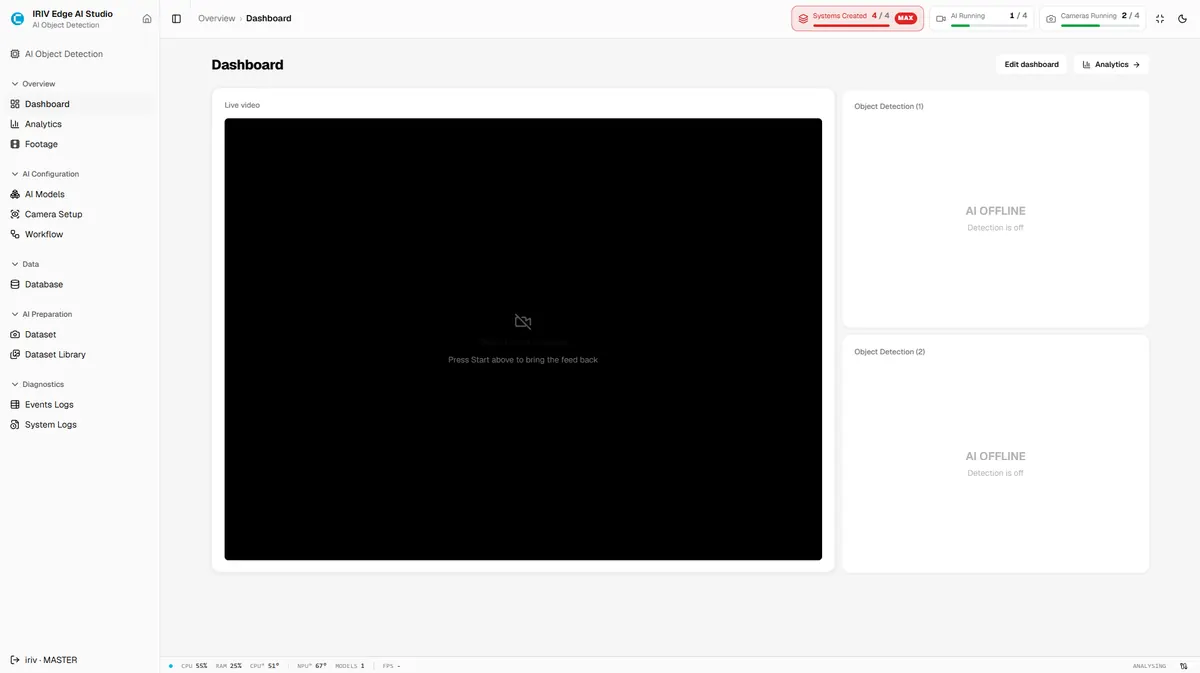 IRIV Edge AI Studio
AI Object Detection
AI Object Detection
Overview
Dashboard
Analytics
Footage
AI Configuration
AI Models
Camera Setup
Workflow
Data
Database
AI Preparation
Dataset
Dataset Library
Diagnostics
Events Logs
System Logs
iriv · MASTER
Overview › Dashboard
Systems Created 4 / 4 MAX
AI Running 1 / 4
Cameras Running 2 / 4
Dashboard
Edit dashboard
Analytics →
Live video
Press Start above to bring the feed back
Object Detection (1)
AI OFFLINE
Detection is off
Object Detection (2)
AI OFFLINE
Detection is off
CPU 55% RAM 25% CPU° 51° NPU° 67° MODELS 1 FPS -
ANALYSING